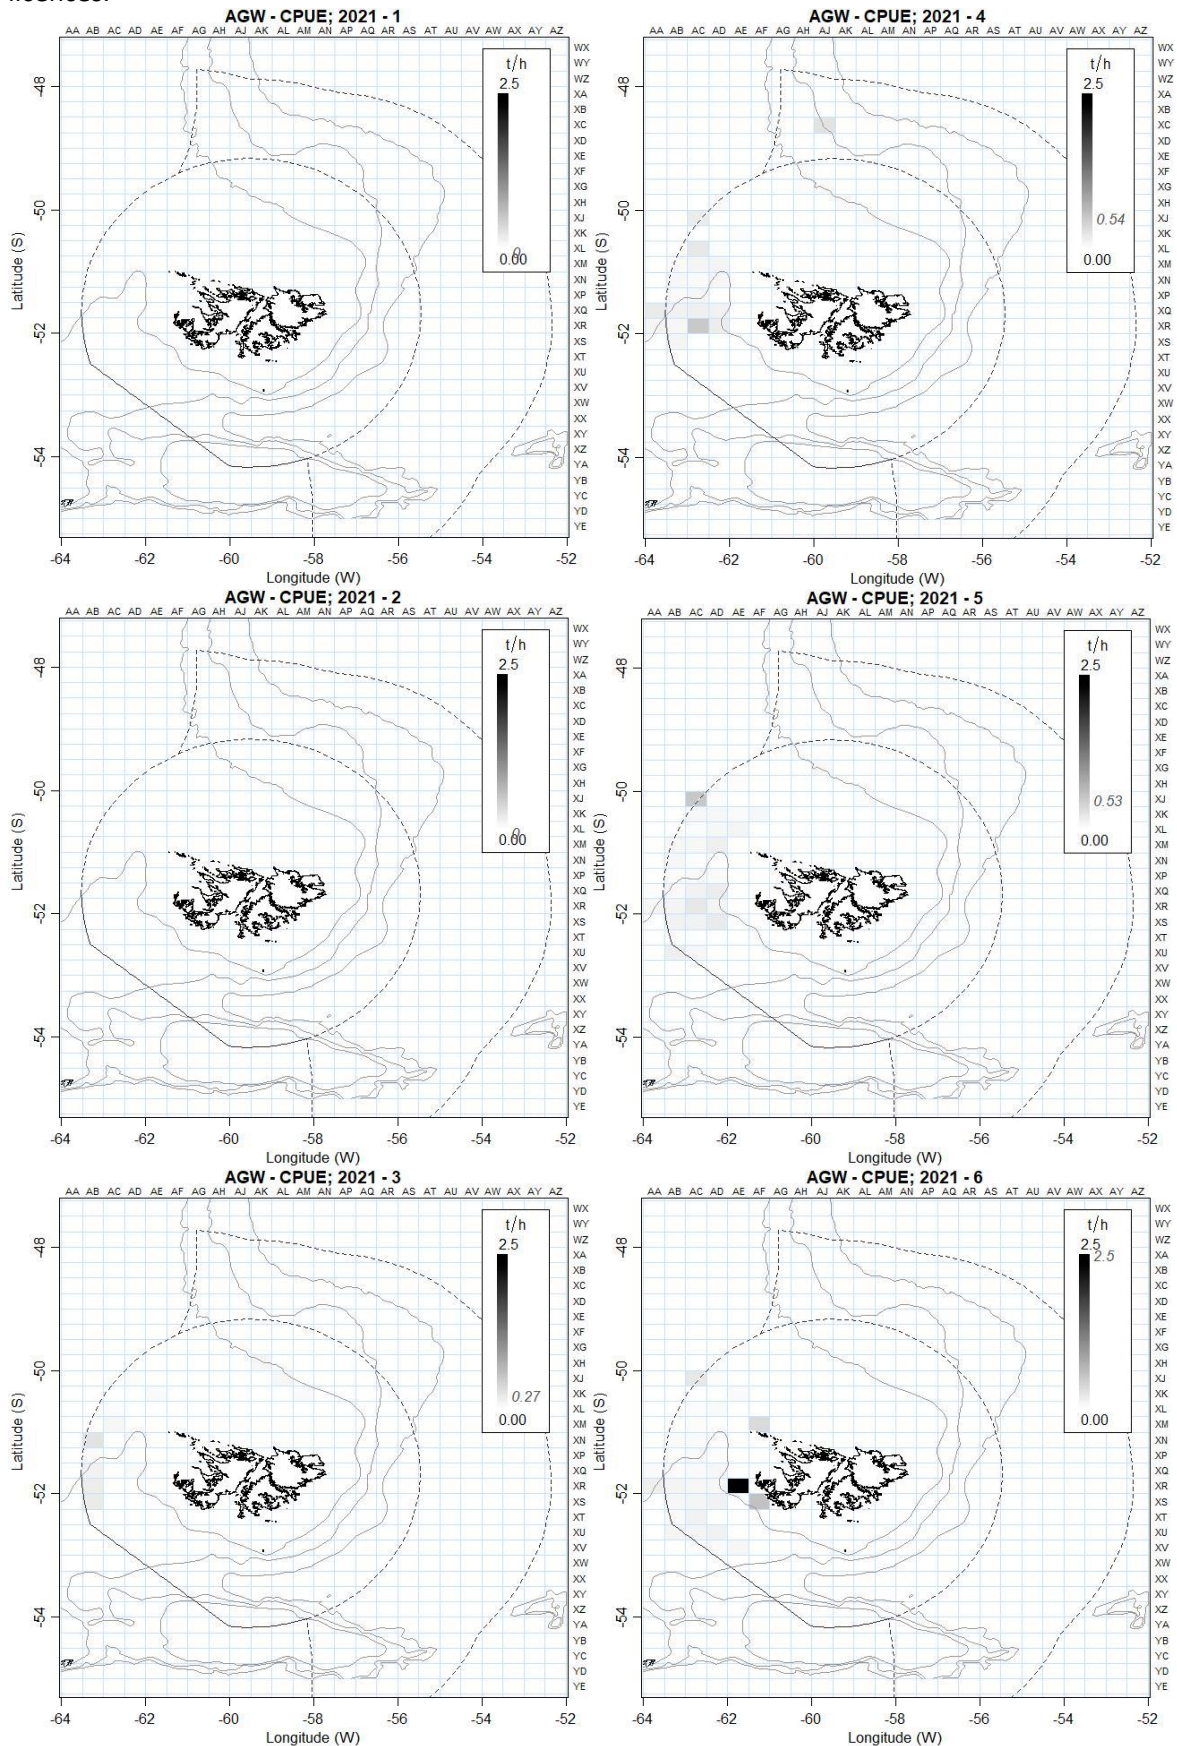 licences.
AGW - CPUE; 2021 - 1
AA AB AC AD AE AF AG AH AJ AK AL AM AN AP AQ AR AS AT AU AV AW AX AY AZ
t/h
2.5
0
0.00
WX
WY
WZ
XA
XB
XC
XD
XE
XF
XG
XH
XJ
XK
XL
XM
XN
XP
XQ
XR
XS
XT
XU
XV
XW
XX
XY
XZ
YA
YB
YC
YD
YE
Latitude (S)
-48
-50
-52
-54
-64 -62 -60 -58 -56 -54 -52
Longitude (W)
AGW - CPUE; 2021 - 4
AA AB AC AD AE AF AG AH AJ AK AL AM AN AP AQ AR AS AT AU AV AW AX AY AZ
t/h
2.5
0.54
0.00
WX
WY
WZ
XA
XB
XC
XD
XE
XF
XG
XH
XJ
XK
XL
XM
XN
XP
XQ
XR
XS
XT
XU
XV
XW
XX
XY
XZ
YA
YB
YC
YD
YE
Latitude (S)
-48
-50
-52
-54
-64 -62 -60 -58 -56 -54 -52
Longitude (W)
AGW - CPUE; 2021 - 2
AA AB AC AD AE AF AG AH AJ AK AL AM AN AP AQ AR AS AT AU AV AW AX AY AZ
t/h
2.5
0
0.00
WX
WY
WZ
XA
XB
XC
XD
XE
XF
XG
XH
XJ
XK
XL
XM
XN
XP
XQ
XR
XS
XT
XU
XV
XW
XX
XY
XZ
YA
YB
YC
YD
YE
Latitude (S)
-48
-50
-52
-54
-64 -62 -60 -58 -56 -54 -52
Longitude (W)
AGW - CPUE; 2021 - 5
AA AB AC AD AE AF AG AH AJ AK AL AM AN AP AQ AR AS AT AU AV AW AX AY AZ
t/h
2.5
0.53
0.00
WX
WY
WZ
XA
XB
XC
XD
XE
XF
XG
XH
XJ
XK
XL
XM
XN
XP
XQ
XR
XS
XT
XU
XV
XW
XX
XY
XZ
YA
YB
YC
YD
YE
Latitude (S)
-48
-50
-52
-54
-64 -62 -60 -58 -56 -54 -52
Longitude (W)
AGW - CPUE; 2021 - 3
AA AB AC AD AE AF AG AH AJ AK AL AM AN AP AQ AR AS AT AU AV AW AX AY AZ
t/h
2.5
0.27
0.00
WX
WY
WZ
XA
XB
XC
XD
XE
XF
XG
XH
XJ
XK
XL
XM
XN
XP
XQ
XR
XS
XT
XU
XV
XW
XX
XY
XZ
YA
YB
YC
YD
YE
Latitude (S)
-48
-50
-52
-54
-64 -62 -60 -58 -56 -54 -52
Longitude (W)
AGW - CPUE; 2021 - 6
AA AB AC AD AE AF AG AH AJ AK AL AM AN AP AQ AR AS AT AU AV AW AX AY AZ
t/h
2.5
2.5
0.00
WX
WY
WZ
XA
XB
XC
XD
XE
XF
XG
XH
XJ
XK
XL
XM
XN
XP
XQ
XR
XS
XT
XU
XV
XW
XX
XY
XZ
YA
YB
YC
YD
YE
Latitude (S)
-48
-50
-52
-54
-64 -62 -60 -58 -56 -54 -52
Longitude (W)